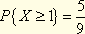 P{ X ≥ 1} = 5/9